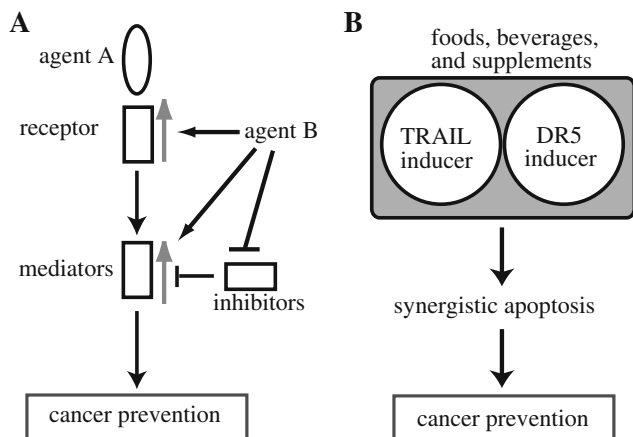 A
agent A
receptor
agent B
mediators
inhibitors
cancer prevention
B
foods, beverages,
and supplements
TRAIL
inducer
DR5
inducer
synergistic apoptosis
cancer prevention